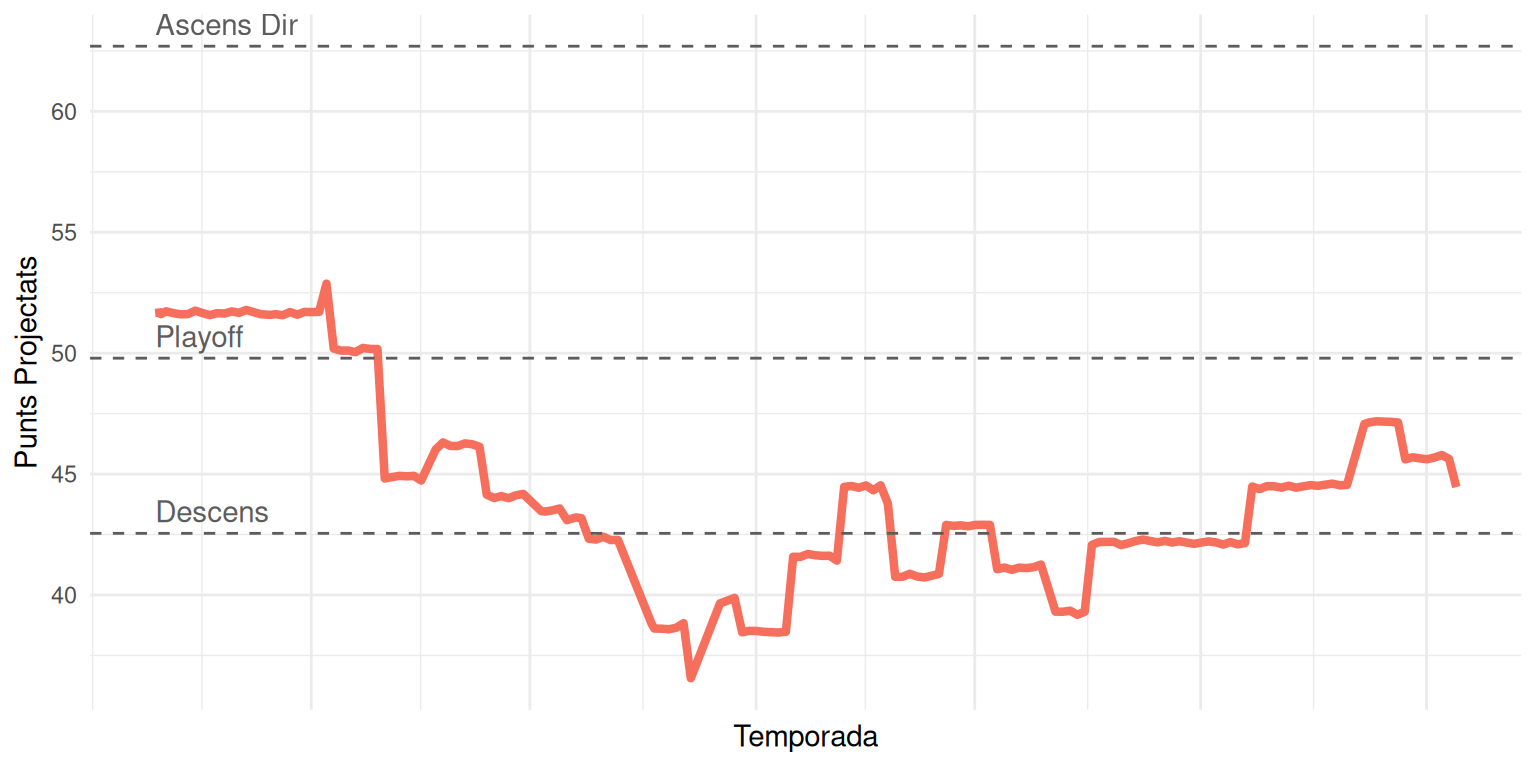 Ascens Dir
60
55
Playoff
50
45
Descens
40
Punts Projectats
Temporada